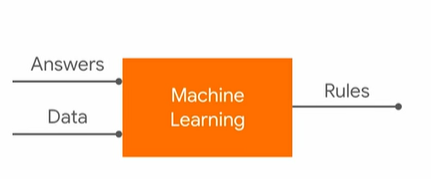 Answers
Data
Machine
Learning
Rules